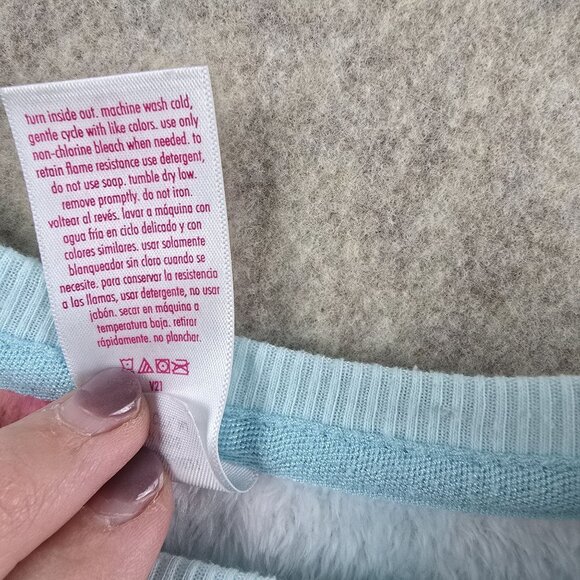 turn inside out. machine wash cold,
gentle cycle with like colors. use only
non-chlorine bleach when needed. to
retain flame resistance use detergent,
do not use soap. tumble dry low.
remove promptly. do not iron.
voltear al revés. lavar a máquina con
agua fría en ciclo delicado y con
colores similares. usar solamente
blanqueador sin cloro cuando se
necesite. para conservar la resistencia
a las llamas, usar detergente, no usar
jabón. secar en máquina a
temperatura baja. retirar
rápidamente. no planchar.
V21